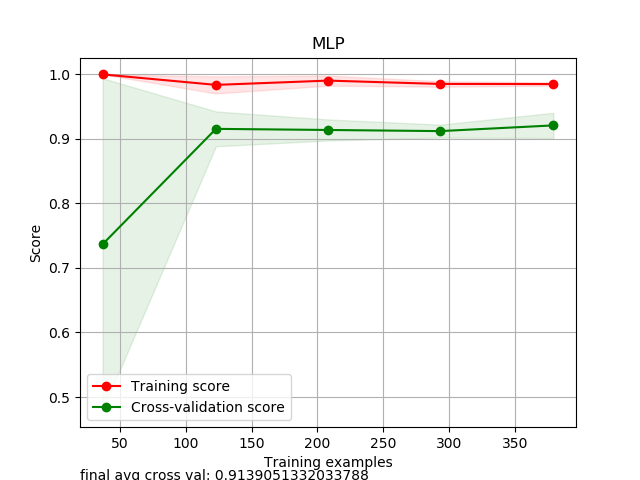 MLP
1.0
0.9
0.8
0.7
0.6
0.5
Score
Training score
Cross-validation score
50 100 150 200 250 300 350
Training examples
final avg cross val: 0.9139051332033788